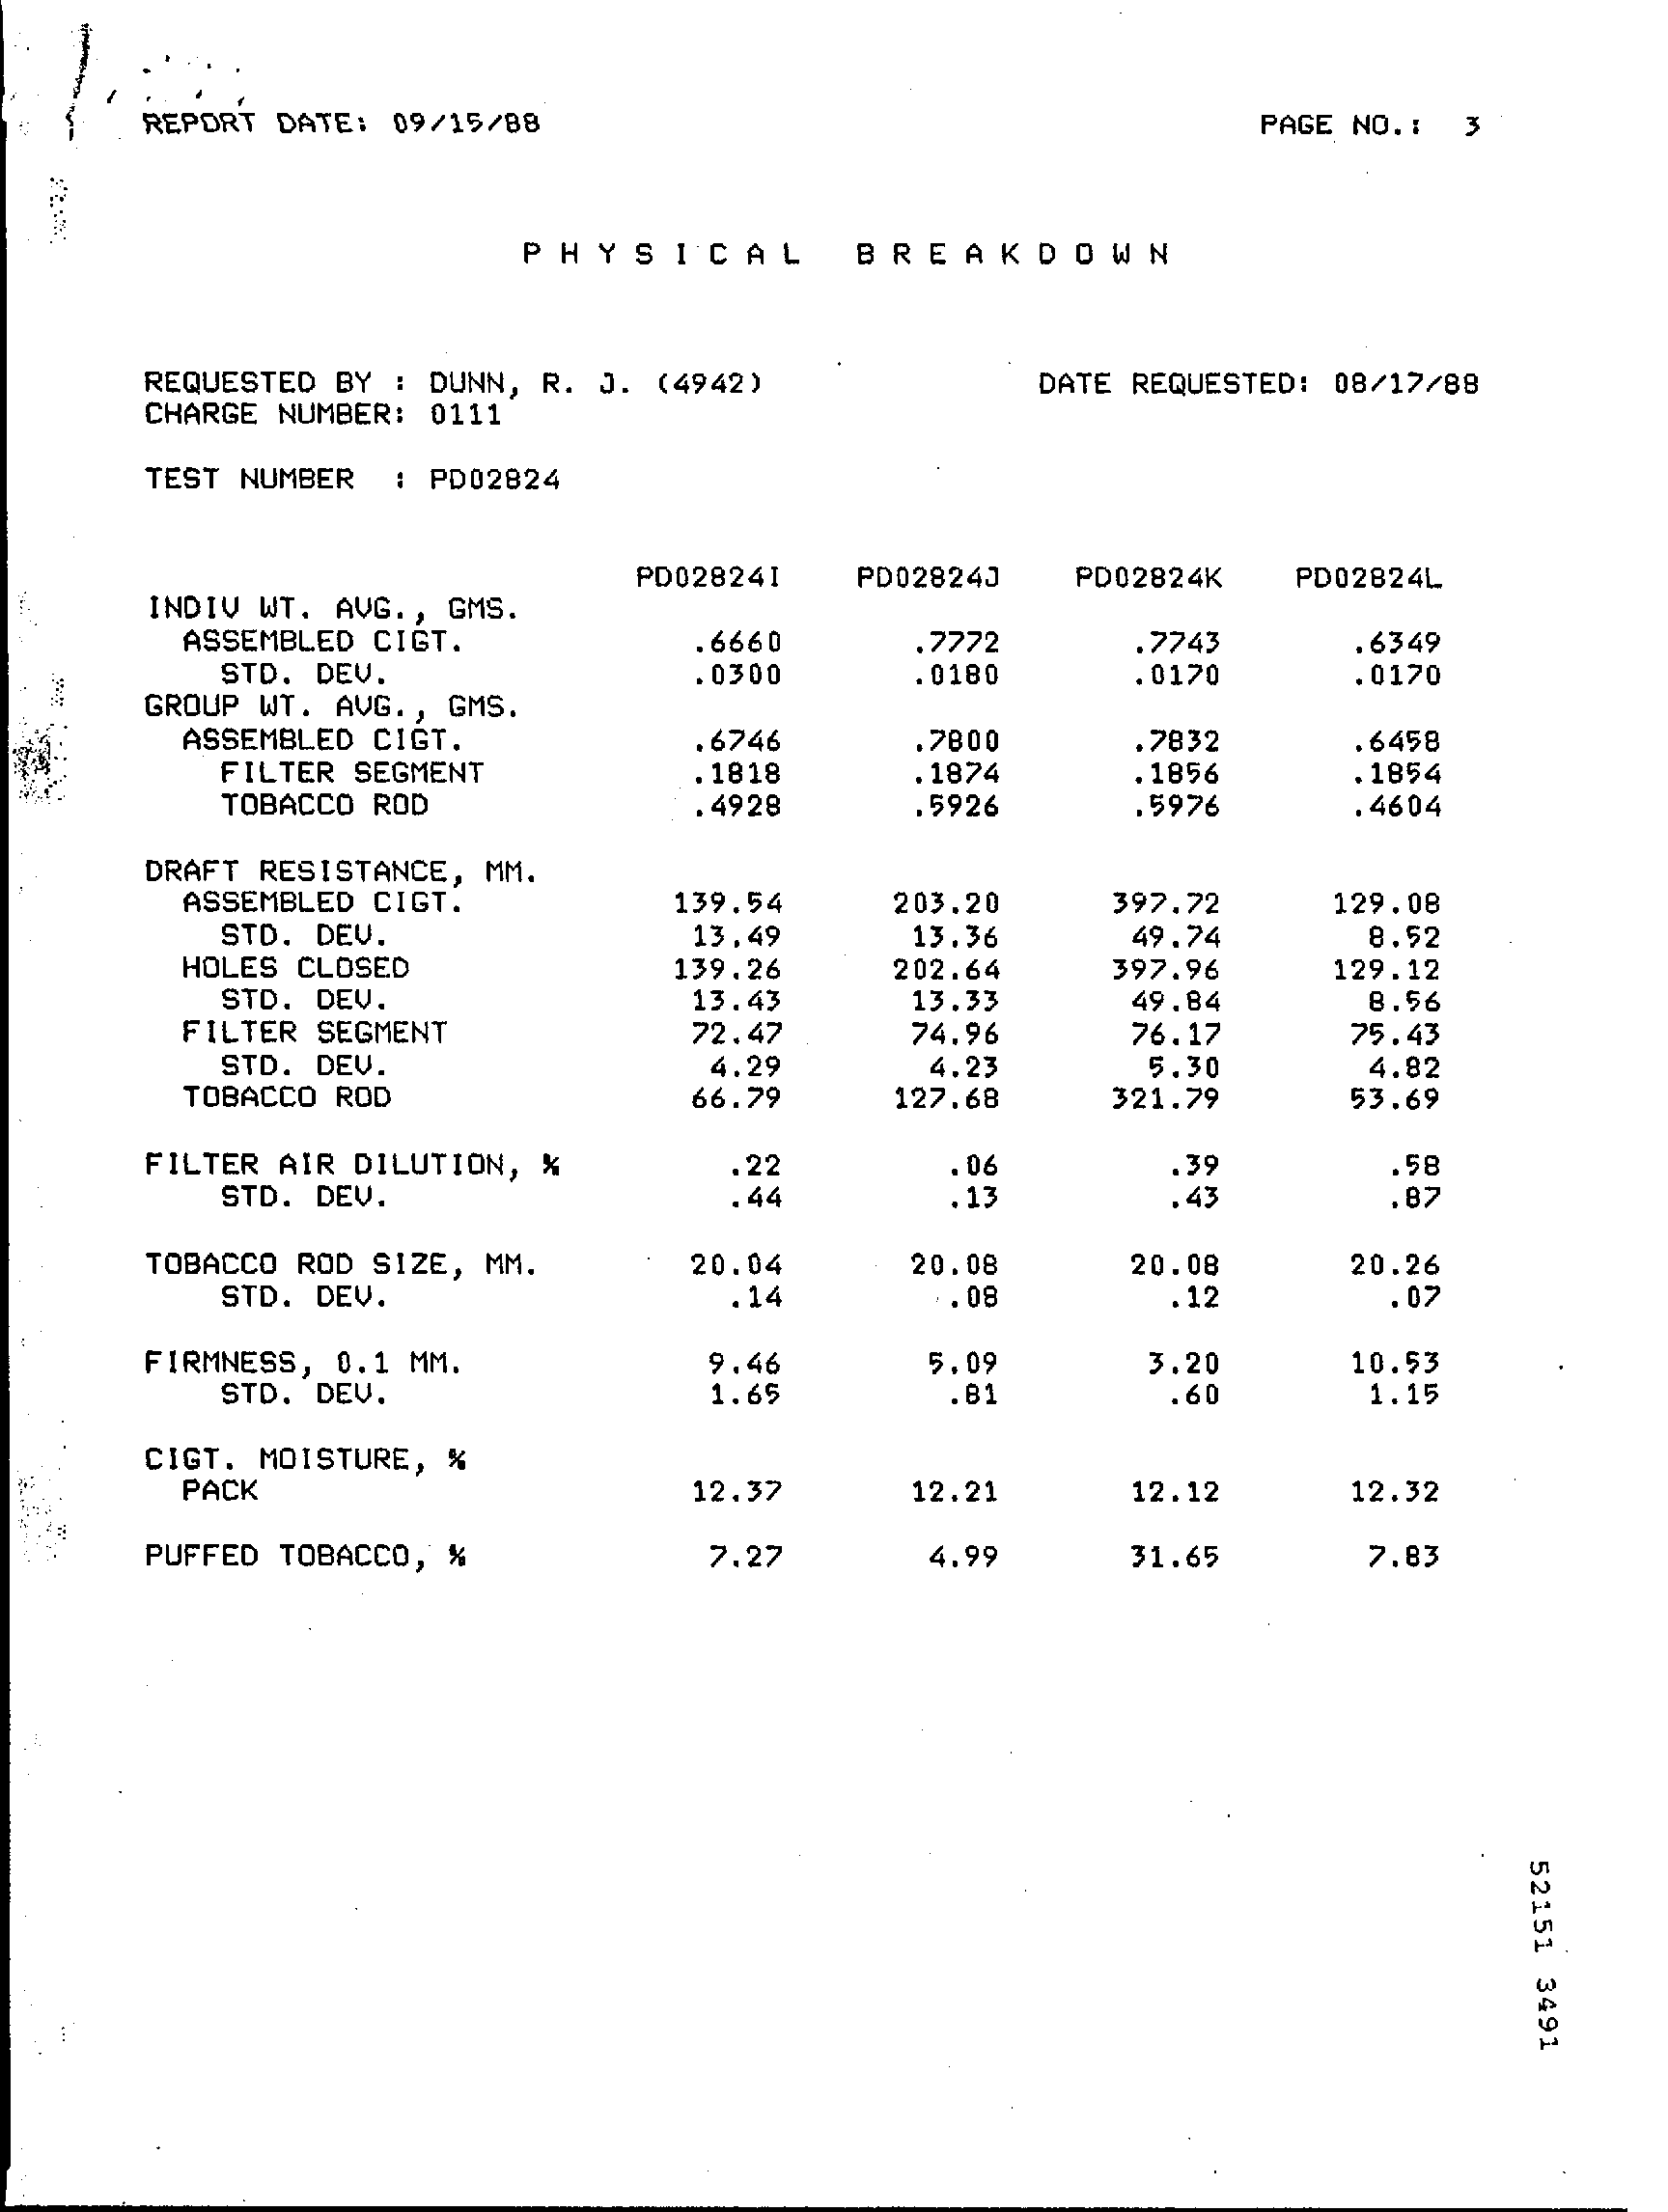 REPORT DATE: 09/15/88 PAGE NO.: 3
PHYSICAL BREAKDOWN
REQUESTED BY : DUNN, R. J. (4942) DATE REQUESTED: 08/17/88
CHARGE NUMBER: 0111
TEST NUMBER : PD02824
PD02824I PD02824J PD02824K PD02824L
INDIV WT. AVG., GMS.
ASSEMBLED CIGT. .6660 .7772 .7743 .6349
STD. DEV. .0300 .0180 .0170 .0170
GROUP WT. AVG., GMS.
ASSEMBLED CIGT. .6746 .7800 .7832 .6458
FILTER SEGMENT .1818 .1874 .1856 .1854
TOBACCO ROD .4928 .5926 .5976 .4604
DRAFT RESISTANCE, MM.
ASSEMBLED CIGT. 139.54 203.20 397.72 129.08
STD. DEV. 13.49 13.36 49.74 8.52
HOLES CLOSED 139.26 202.64 397.96 129.12
STD. DEV. 13.43 13.33 49.84 8.56
FILTER SEGMENT 72.47 74.96 76.17 75.43
STD. DEV. 4.29 4.23 5.30 4.82
TOBACCO ROD 66.79 127.68 321.79 53.69
FILTER AIR DILUTION, % .22 .06 .39 .58
STD. DEV. .44 .13 .43 .87
TOBACCO ROD SIZE, MM. 20.04 20.08 20.08 20.26
STD. DEV. .14 .08 .12 .07
FIRMNESS, 0.1 MM. 9.46 5.09 3.20 10.53
STD. DEV. 1.65 .81 .60 1.15
CIGT. MOISTURE, %
PACK 12.37 12.21 12.12 12.32
PUFFED TOBACCO, % 7.27 4.99 31.65 7.83
52151 3491